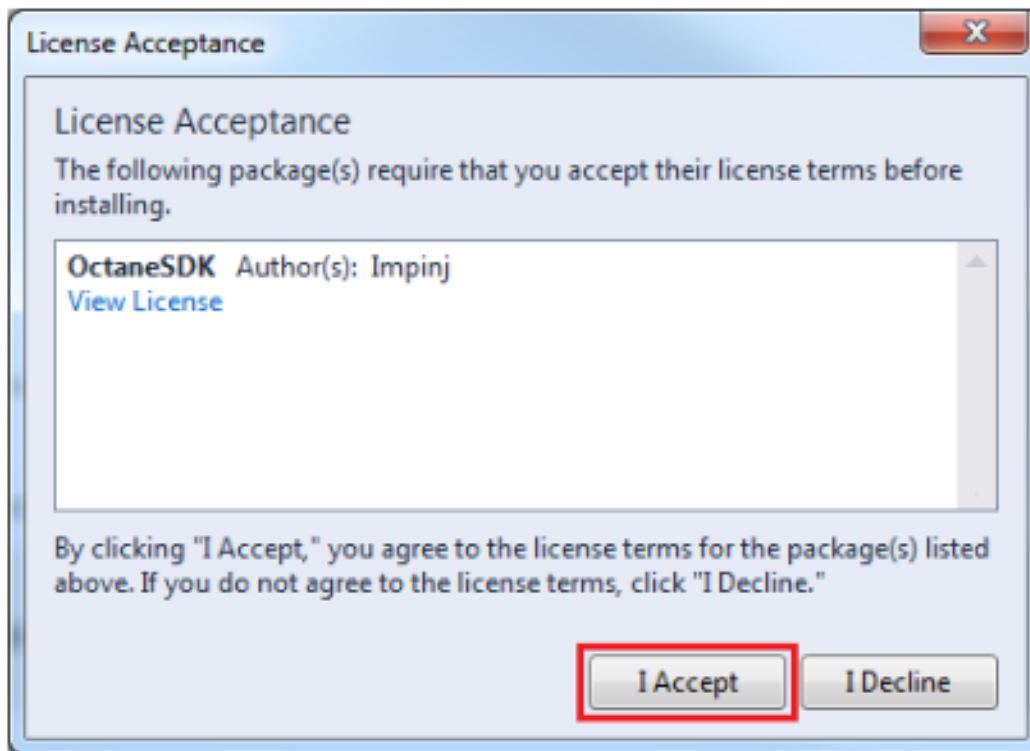 License Acceptance
License Acceptance
The following package(s) require that you accept their license terms before
installing.
OctaneSDK Author(s): Impinj
View License
By clicking "I Accept," you agree to the license terms for the package(s) listed
above. If you do not agree to the license terms, click "I Decline."
I Accept I Decline